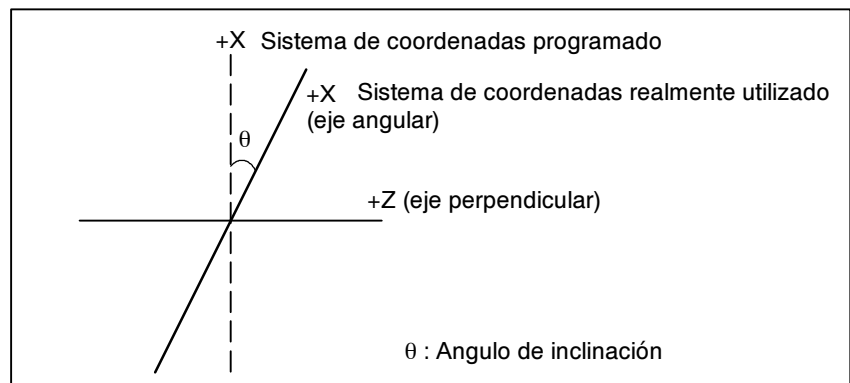 +X Sistema de coordenadas programado
+X Sistema de coordenadas realmente utilizado
(eje angular)
θ
+Z (eje perpendicular)
θ : Angulo de inclinación